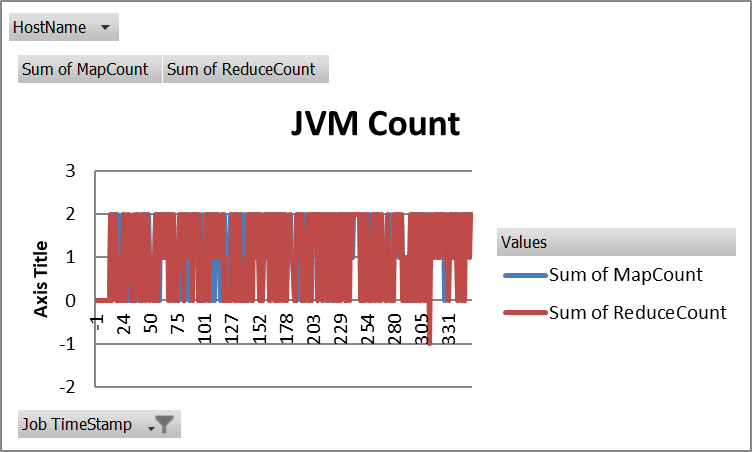 HostName
Sum of MapCount Sum of ReduceCount
JVM Count
3
2
1
0
-1
-2
Axis Title
-1 24 50 75 101 127 152 178 203 229 254 280 305 331
Values
Sum of MapCount
Sum of ReduceCount
Job TimeStamp